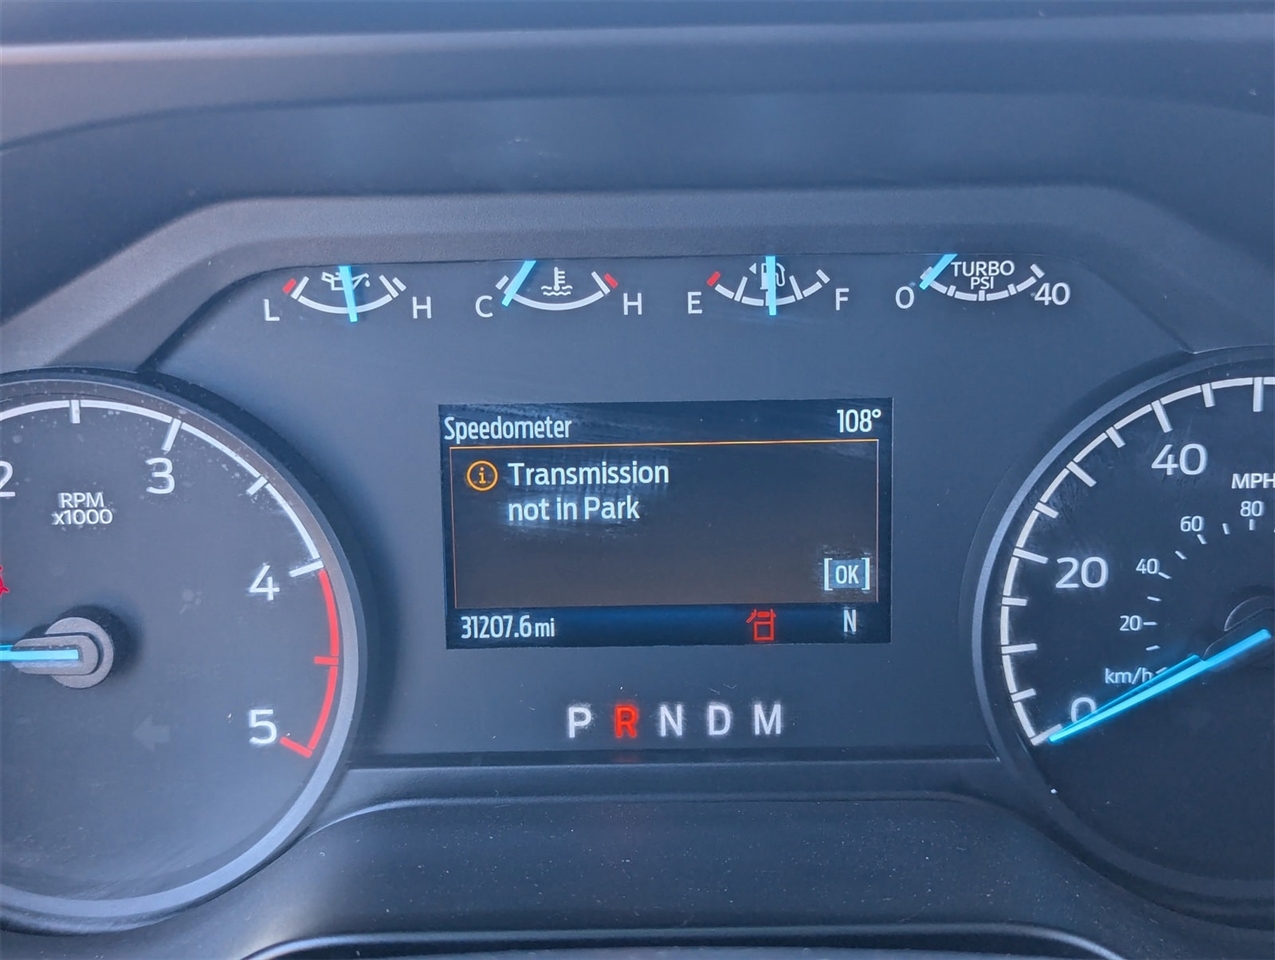 L H C H E F 0 TURBO PSI 40
Speedometer 108°
Transmission
not in Park
[OK]
31207.6 mi N
P R N D M
2 3 4 5
RPM
x1000
40
20
0
MPH
80
60
40
20
km/h